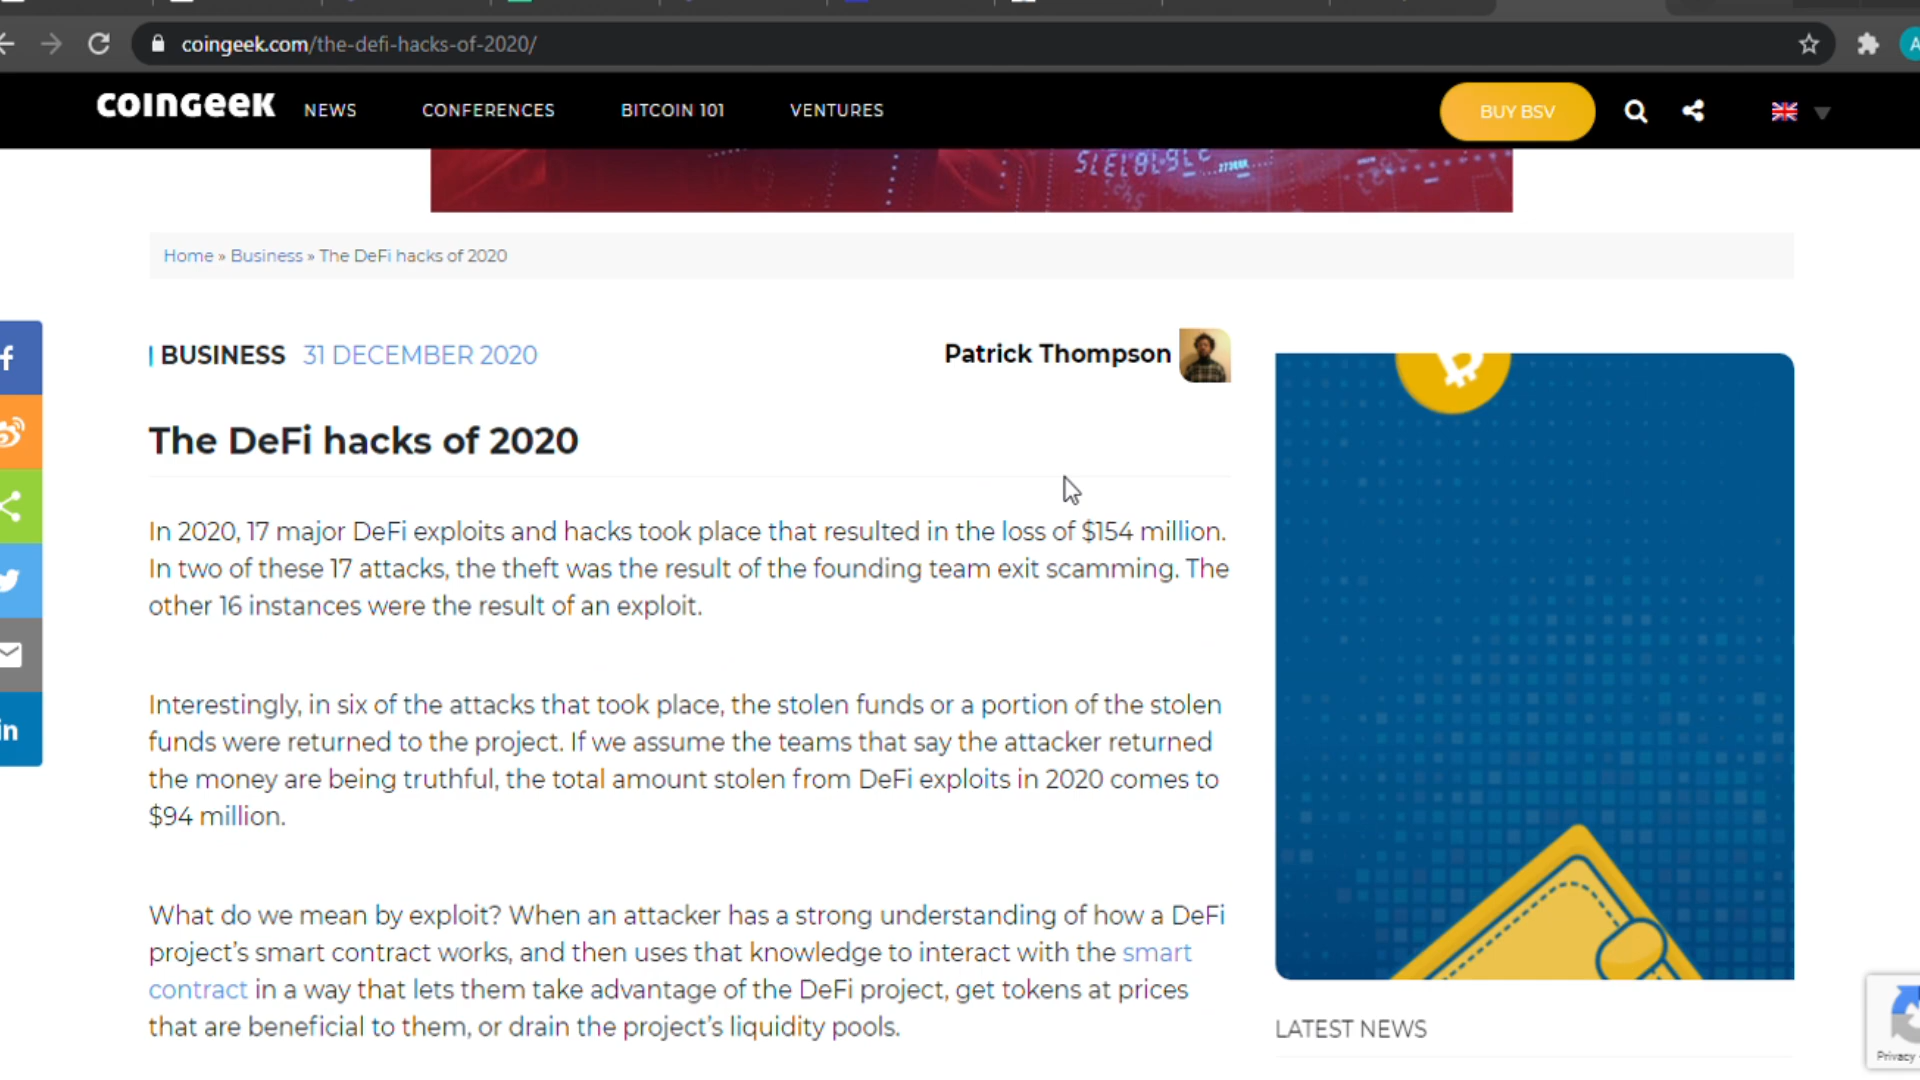 coingeek.com/the-defi-hacks-of-2020/
COINGEEK NEWS CONFERENCES BITCOIN 101 VENTURES BUY BSV
Home » Business » The DeFi hacks of 2020
BUSINESS 31 DECEMBER 2020 Patrick Thompson
The DeFi hacks of 2020
In 2020, 17 major DeFi exploits and hacks took place that resulted in the loss of $154 million.
In two of these 17 attacks, the theft was the result of the founding team exit scamming. The
other 16 instances were the result of an exploit.
Interestingly, in six of the attacks that took place, the stolen funds or a portion of the stolen
funds were returned to the project. If we assume the teams that say the attacker returned
the money are being truthful, the total amount stolen from DeFi exploits in 2020 comes to
$94 million.
What do we mean by exploit? When an attacker has a strong understanding of how a DeFi
project’s smart contract works, and then uses that knowledge to interact with the smart
contract in a way that lets them take advantage of the DeFi project, get tokens at prices
that are beneficial to them, or drain the project’s liquidity pools.
LATEST NEWS
Privacy -